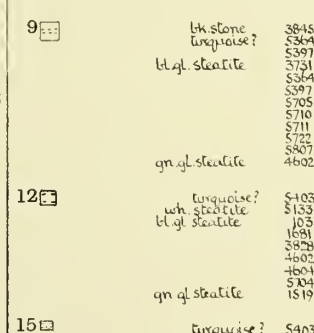 9 bk.stone 3845
turquoise? 5364
5397
bl.gl.steatite 3731
5364
5397
5705
5710
5711
5722
5807
gn.gl.steatite 4602
12 turquoise? 5403
wh. steatite 5133
bl.gl steatite 103
1681
3828
4602
4604
5704
gn gl steatite 1519
15 turquoise? 5403